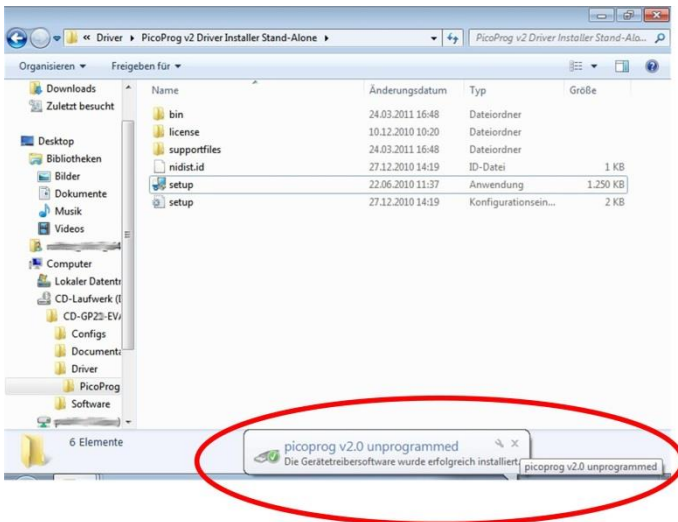 « Driver ▸ PicoProg v2 Driver Installer Stand-Alone ▸
PicoProg v2 Driver Installer Stand-Alo...
Organisieren ▾ Freigeben für ▾
Downloads
Zuletzt besucht
Desktop
Bibliotheken
Bilder
Dokumente
Musik
Videos
Computer
Lokaler Datentr
CD-Laufwerk (
Configs
Documenta
Driver
PicoProg
Software
Name Änderungsdatum Typ Größe
bin 24.03.2011 16:48 Dateiordner
license 10.12.2010 10:20 Dateiordner
supportfiles 24.03.2011 16:48 Dateiordner
nidist.id 27.12.2010 14:19 ID-Datei 1 KB
setup 22.06.2010 11:37 Anwendung 1.250 KB
setup 27.12.2010 14:19 Konfigurationsein... 2 KB
6 Elemente
picoprog v2.0 unprogrammed
Die Gerätetreibersoftware wurde erfolgreich installiert.
picoprog v2.0 unprogrammed